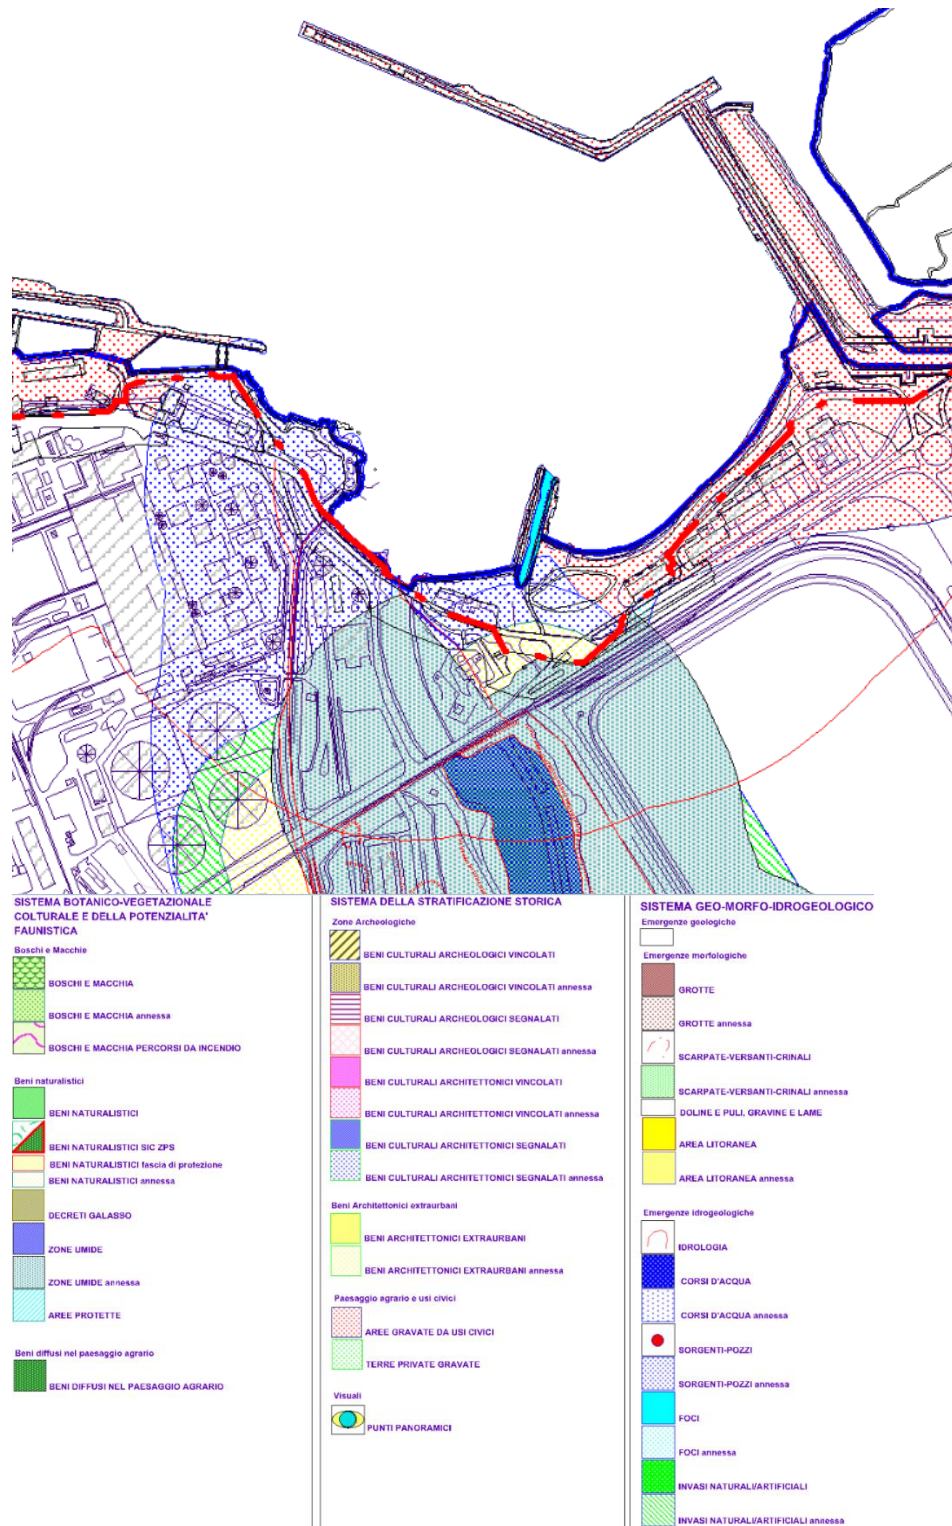 SISTEMA BOTANICO-VEGETAZIONALE
COLTURALE E DELLA POTENZIALITA'
FAUNISTICA
Boschi e Macchie
BOSCHI E MACCHIA
BOSCHI E MACCHIA annessa
BOSCHI E MACCHIA PERCORSI DA INCENDIO
Beni naturalistici
BENI NATURALISTICI
BENI NATURALISTICI SIC ZPS
BENI NATURALISTICI fascia di protezione
BENI NATURALISTICI annessa
DECRETI GALASSO
ZONE UMIDE
ZONE UMIDE annessa
AREE PROTETTE
Beni diffusi nel paesaggio agrario
BENI DIFFUSI NEL PAESAGGIO AGRARIO
SISTEMA DELLA STRATIFICAZIONE STORICA
Zone Archeologiche
BENI CULTURALI ARCHEOLOGICI VINCOLATI
BENI CULTURALI ARCHEOLOGICI VINCOLATI annessa
BENI CULTURALI ARCHEOLOGICI SEGNALATI
BENI CULTURALI ARCHEOLOGICI SEGNALATI annessa
BENI CULTURALI ARCHITETTONICI VINCOLATI
BENI CULTURALI ARCHITETTONICI VINCOLATI annessa
BENI CULTURALI ARCHITETTONICI SEGNALATI
BENI CULTURALI ARCHITETTONICI SEGNALATI annessa
Beni Architettonici extraurbani
BENI ARCHITETTONICI EXTRAURBANI
BENI ARCHITETTONICI EXTRAURBANI annessa
Paesaggio agrario e usi civici
AREE GRAVATE DA USI CIVICI
TERRE PRIVATE GRAVATE
Visuali
PUNTI PANORAMICI
SISTEMA GEO-MORFO-IDROGEOLOGICO
Emergenze geologiche
Emergenze morfologiche
GROTTE
GROTTE annessa
SCARPATE-VERSANTI-CRINALI
SCARPATE-VERSANTI-CRINALI annessa
DOLINE E PULI, GRAVINE E LAME
AREA LITORANEA
AREA LITORANEA annessa
Emergenze idrogeologiche
IDROLOGIA
CORSI D'ACQUA
CORSI D'ACQUA annessa
SORGENTI-POZZI
SORGENTI-POZZI annessa
FOCI
FOCI annessa
INVASI NATURALI/ARTIFICIALI
INVASI NATURALI/ARTIFICIALI annessa